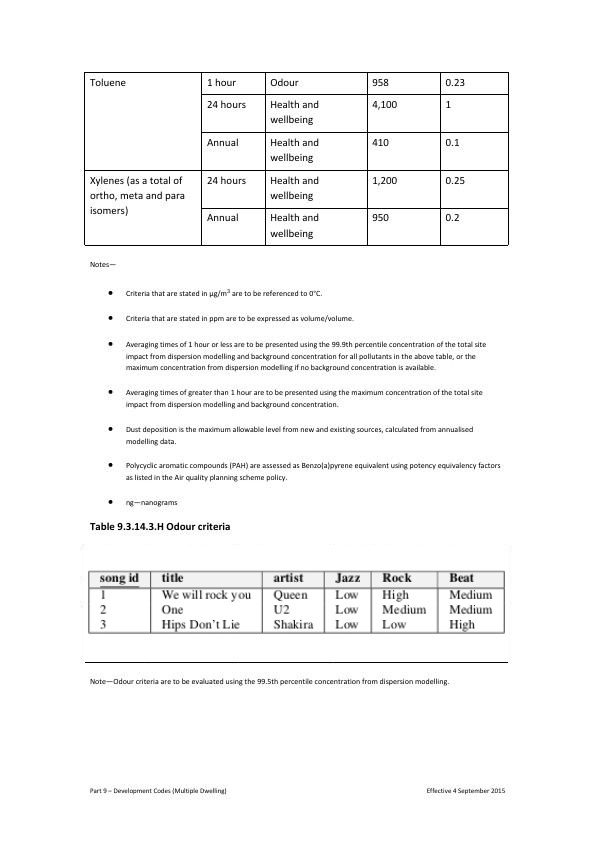 Toluene 1 hour Odour 958 0.23
24 hours Health and 4,100 1
wellbeing
Annual Health and 410 0.1
wellbeing
Xylenes (as a total of 24 hours Health and 1,200 0.25
ortho, meta and para wellbeing
isomers) Annual Health and 950 0.2
wellbeing
Notes—
• Criteria that are stated in µg/m³ are to be referenced to 0°C.
• Criteria that are stated in ppm are to be expressed as volume/volume.
• Averaging times of 1 hour or less are to be presented using the 99.9th percentile concentration of the total site
impact from dispersion modelling and background concentration for all pollutants in the above table, or the
maximum concentration from dispersion modelling if no background concentration is available.
• Averaging times of greater than 1 hour are to be presented using the maximum concentration of the total site
impact from dispersion modelling and background concentration.
• Dust deposition is the maximum allowable level from new and existing sources, calculated from annualised
modelling data.
• Polycyclic aromatic compounds (PAH) are assessed as Benzo(a)pyrene equivalent using potency equivalency factors
as listed in the Air quality planning scheme policy.
• ng—nanograms
Table 9.3.14.3.H Odour criteria
song id title artist Jazz Rock Beat
1 We will rock you Queen Low High Medium
2 One U2 Low Medium Medium
3 Hips Don't Lie Shakira Low Low High
Note—Odour criteria are to be evaluated using the 99.5th percentile concentration from dispersion modelling.
Part 9 – Development Codes (Multiple Dwelling) Effective 4 September 2015